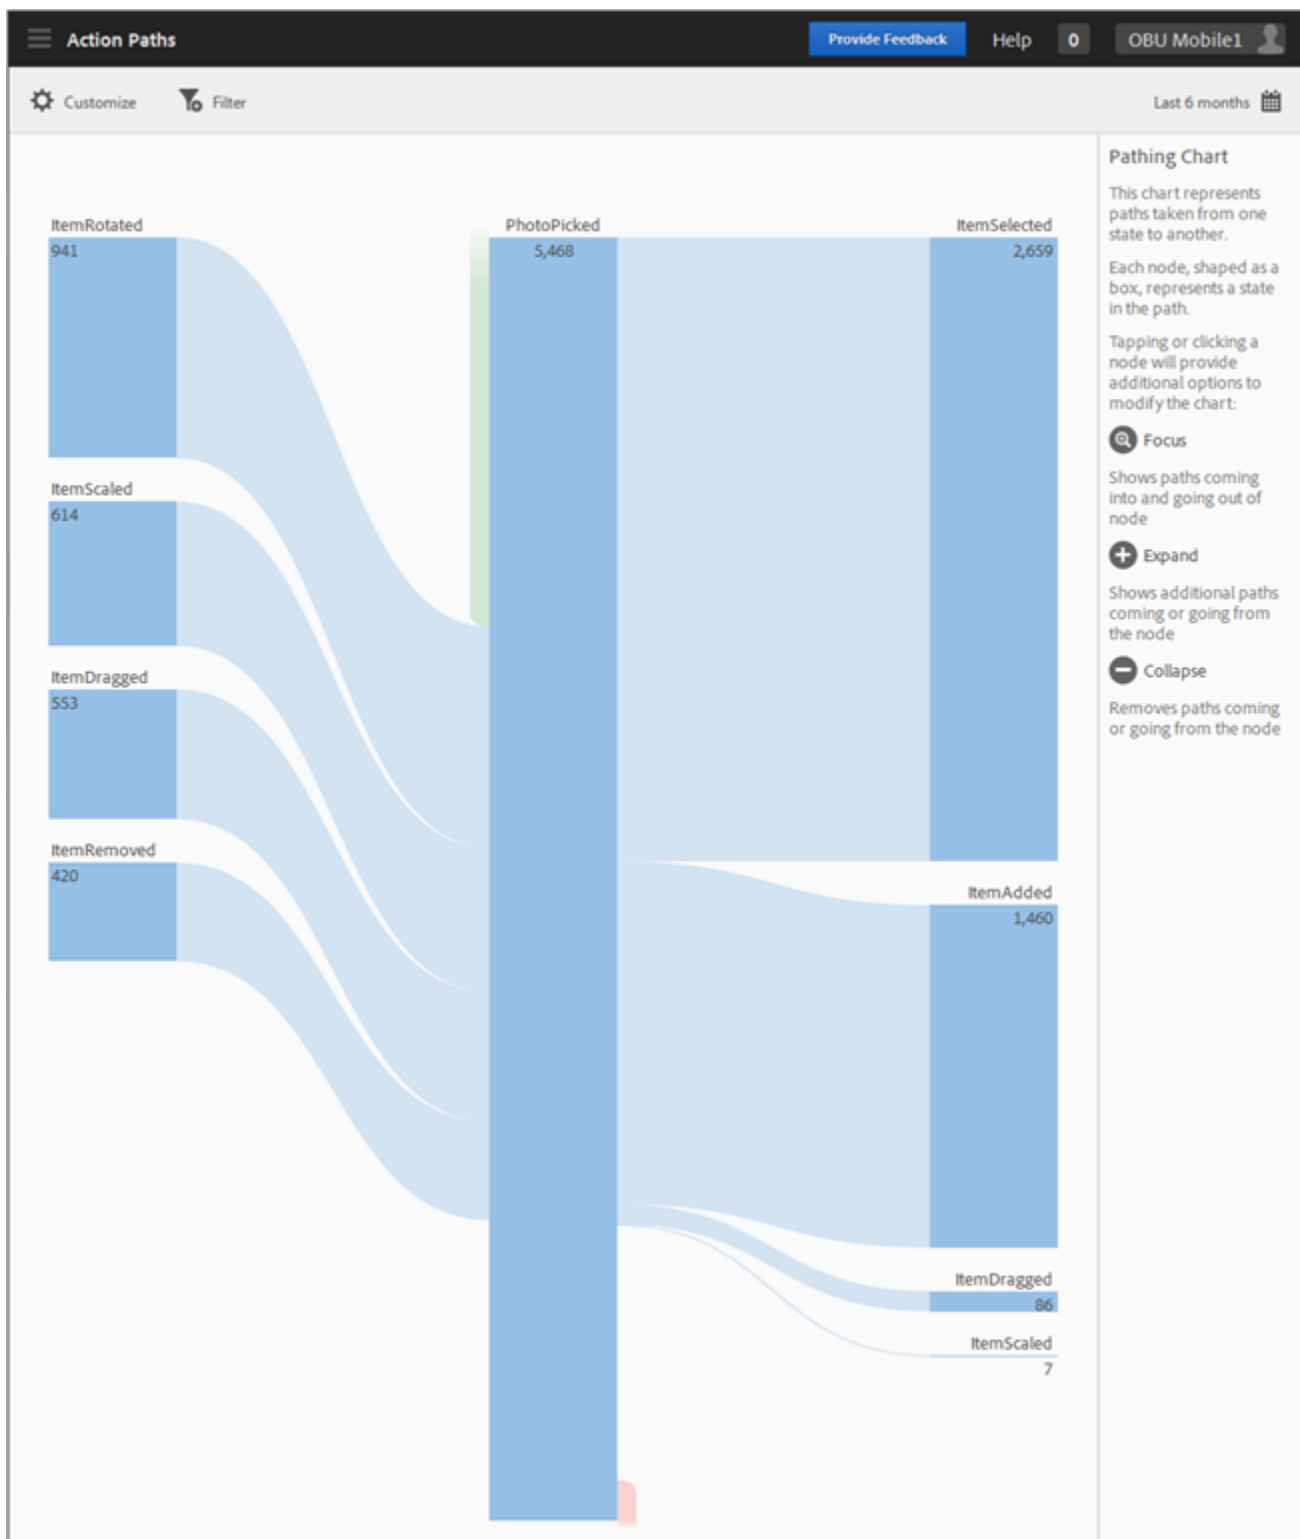 Action Paths
Provide Feedback
Help
0
OBU Mobile1
Customize
Filter
Last 6 months
ItemRotated
941
ItemScaled
614
ItemDragged
553
ItemRemoved
420
PhotoPicked
5,468
ItemSelected
2,659
ItemAdded
1,460
ItemDragged
86
ItemScaled
7
Pathing Chart
This chart represents
paths taken from one
state to another.
Each node, shaped as a
box, represents a state
in the path.
Tapping or clicking a
node will provide
additional options to
modify the chart:
Focus
Shows paths coming
into and going out of
node
Expand
Shows additional paths
coming or going from
the node
Collapse
Removes paths coming
or going from the node